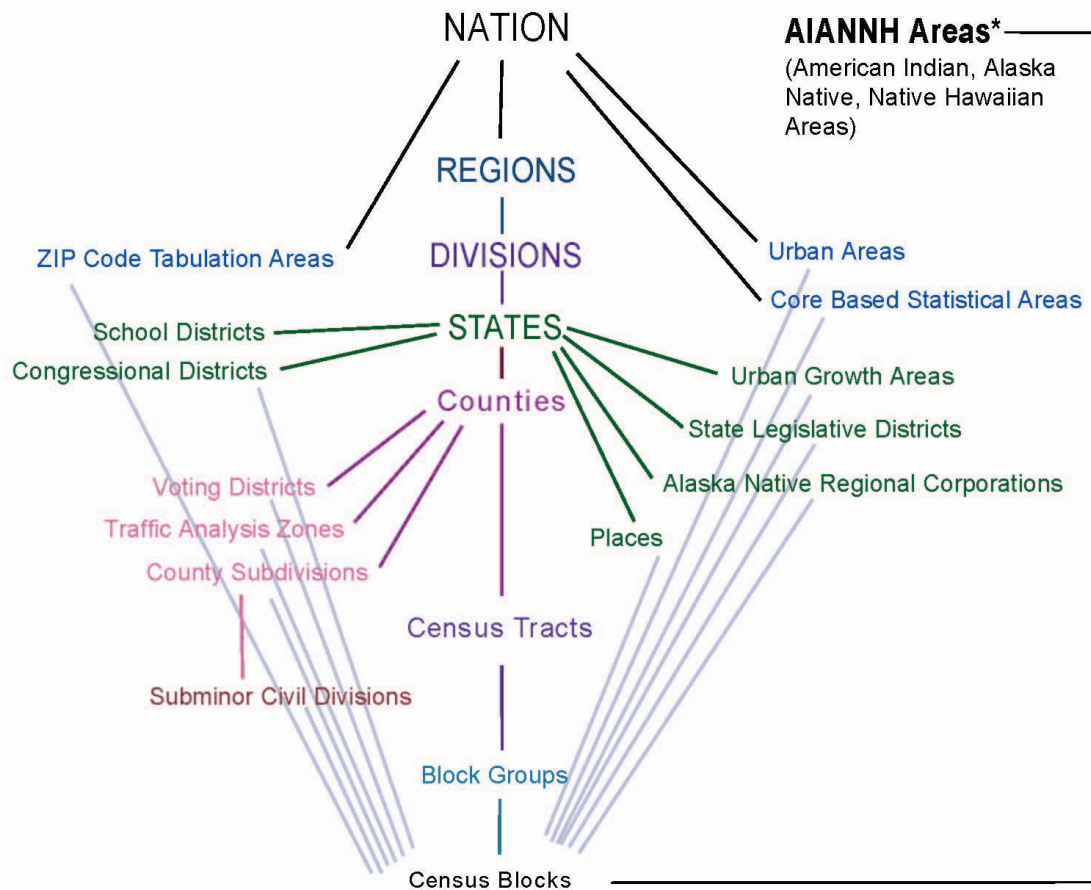 NATION
AIANNH Areas*
(American Indian, Alaska
Native, Native Hawaiian
Areas)
REGIONS
ZIP Code Tabulation Areas
DIVISIONS
Urban Areas
Core Based Statistical Areas
School Districts
STATES
Congressional Districts
Urban Growth Areas
Counties
State Legislative Districts
Voting Districts
Alaska Native Regional Corporations
Traffic Analysis Zones
Places
County Subdivisions
Census Tracts
Subminor Civil Divisions
Block Groups
Census Blocks